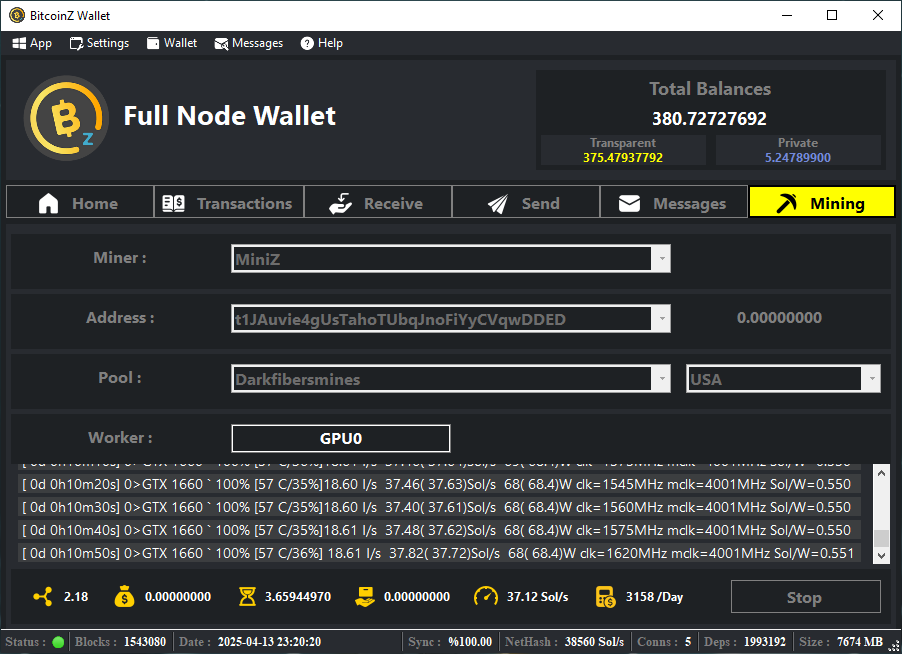 BitcoinZ Wallet
App Settings Wallet Messages Help
Full Node Wallet
Total Balances
380.72727692
Transparent Private
375.47937792 5.24789900
Home Transactions Receive Send Messages Mining
Miner : MiniZ
Address : t1JAuvie4gUsTahoTUbqJnoFiYyCVqwDDED 0.00000000
Pool : Darkfibersmines USA
Worker : GPU0
[ 0d 0h10m20s] 0>GTX 1660 ` 100% [57 C/35%]18.60 I/s 37.46( 37.63)Sol/s 68( 68.4)W clk=1545MHz mclk=4001MHz Sol/W=0.550
[ 0d 0h10m30s] 0>GTX 1660 ` 100% [57 C/35%]18.60 I/s 37.40( 37.61)Sol/s 68( 68.4)W clk=1560MHz mclk=4001MHz Sol/W=0.550
[ 0d 0h10m40s] 0>GTX 1660 ` 100% [57 C/35%]18.61 I/s 37.48( 37.62)Sol/s 68( 68.4)W clk=1575MHz mclk=4001MHz Sol/W=0.550
[ 0d 0h10m50s] 0>GTX 1660 ` 100% [57 C/36%] 18.61 I/s 37.82( 37.72)Sol/s 68( 68.4)W clk=1620MHz mclk=4001MHz Sol/W=0.551
2.18 0.00000000 3.65944970 0.00000000 37.12 Sol/s 3158 /Day Stop
Status : Blocks : 1543080 Date : 2025-04-13 23:20:20 Sync : %100.00 NetHash : 38560 Sol/s Conns : 5 Deps : 1993192 Size : 7674 MB